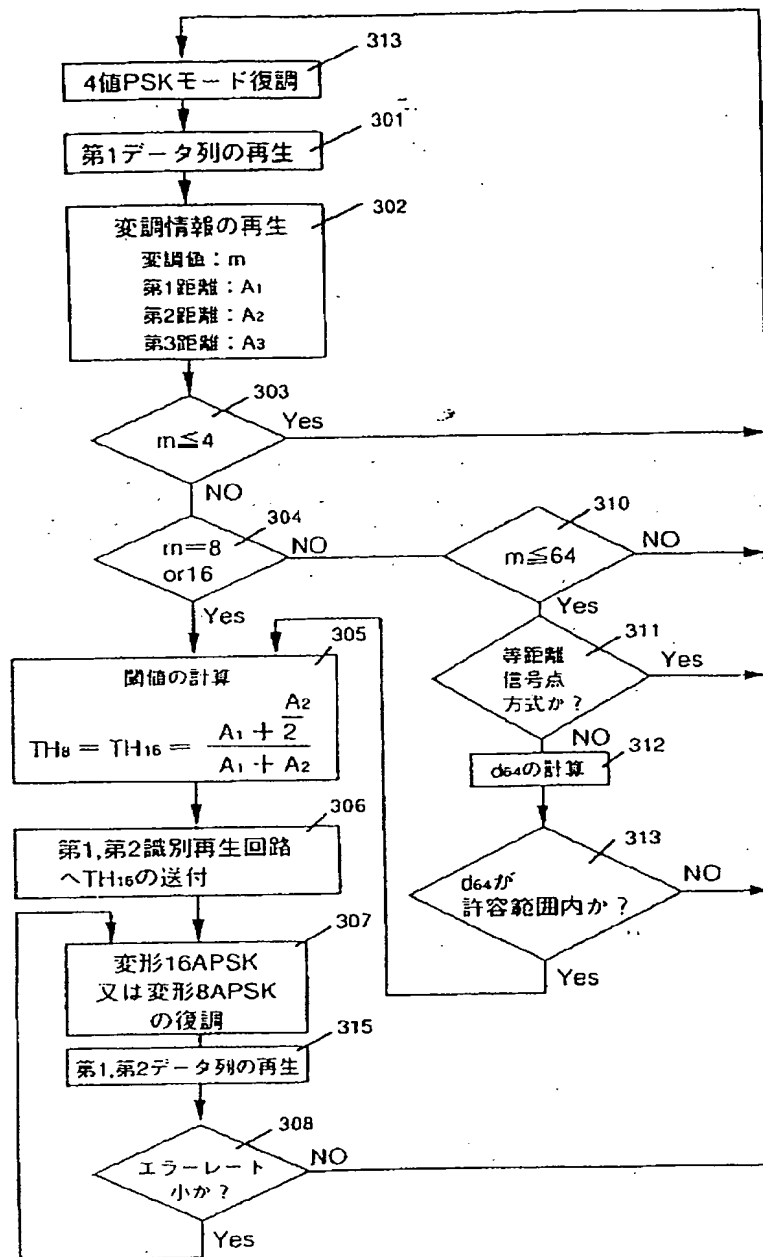 313
4値PSKモード復調
301
第1データ列の再生
302
変調情報の再生
変調値：m
第1距離：A1
第2距離：A2
第3距離：A3
303
m≦4
Yes
NO
304
m=8
or16
NO
Yes
310
m≦64
NO
Yes
311
等距離
信号点
方式か？
Yes
NO
312
d64の計算
313
d64が
許容範囲内か？
NO
Yes
305
閾値の計算
TH8 = TH16 = (A1 + A2/2)/(A1 + A2)
306
第1,第2識別再生回路
へTH16の送付
307
変形16APSK
又は変形8APSK
の復調
315
第1,第2データ列の再生
308
エラーレート
小か？
NO
Yes